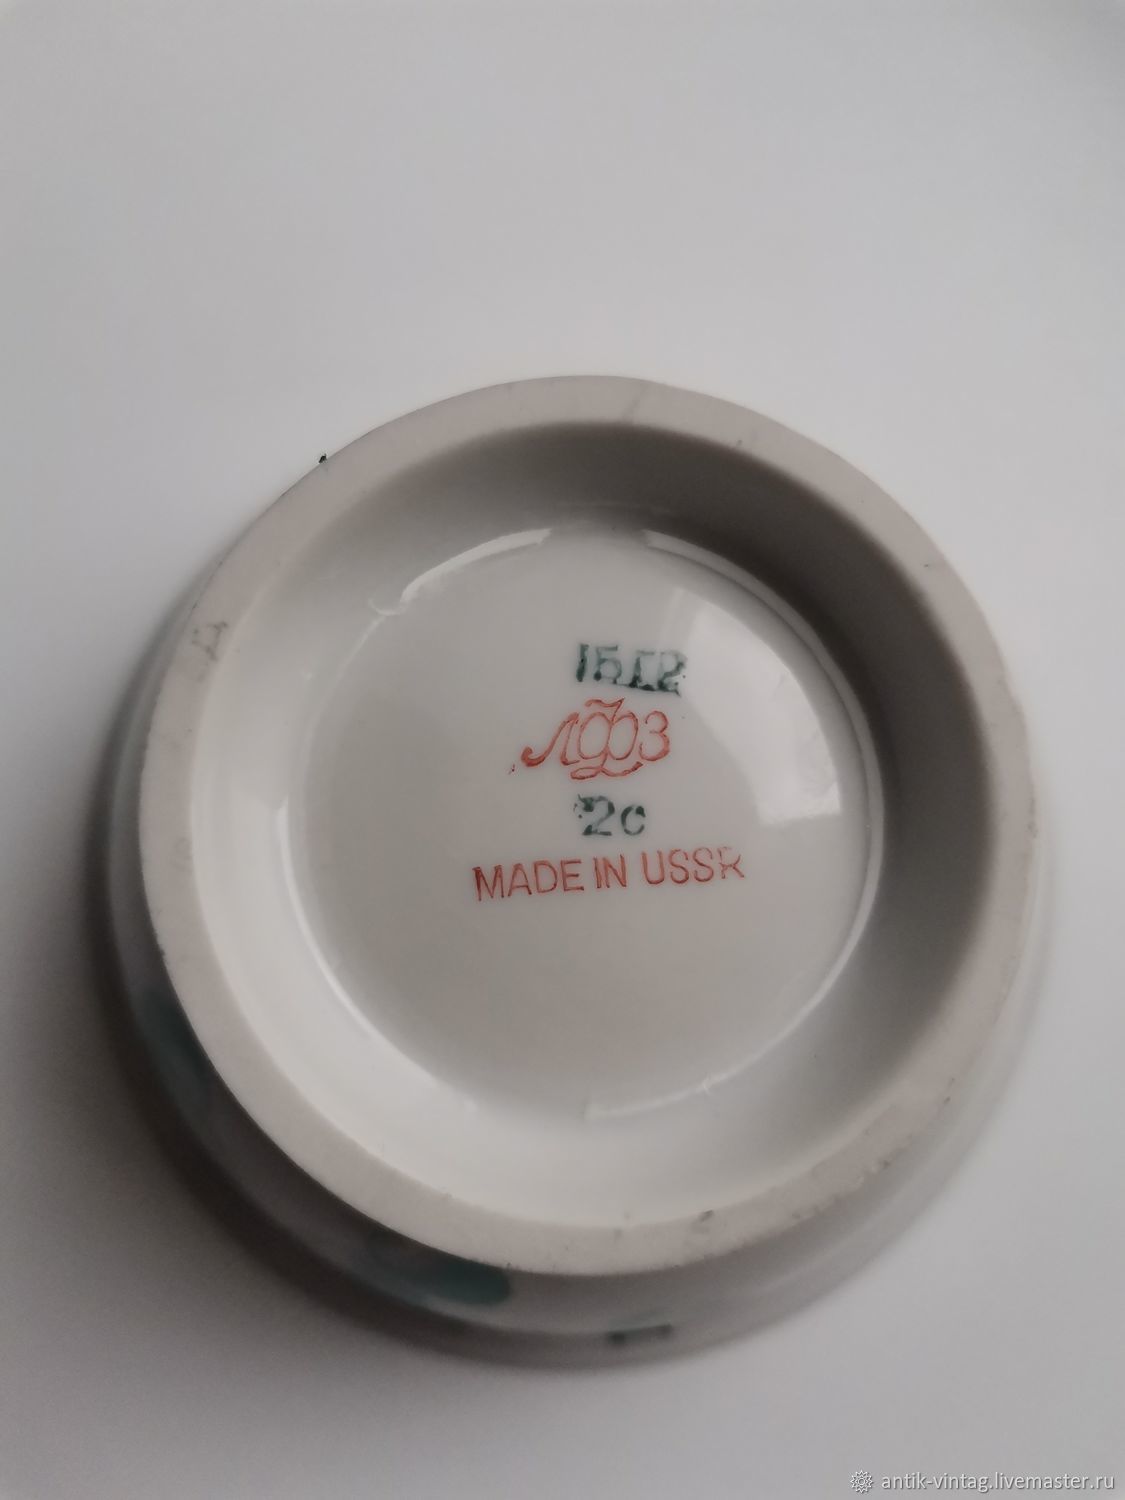 ЛФЗ
2с
MADE IN USSR
antik-vintag.livemaster.ru